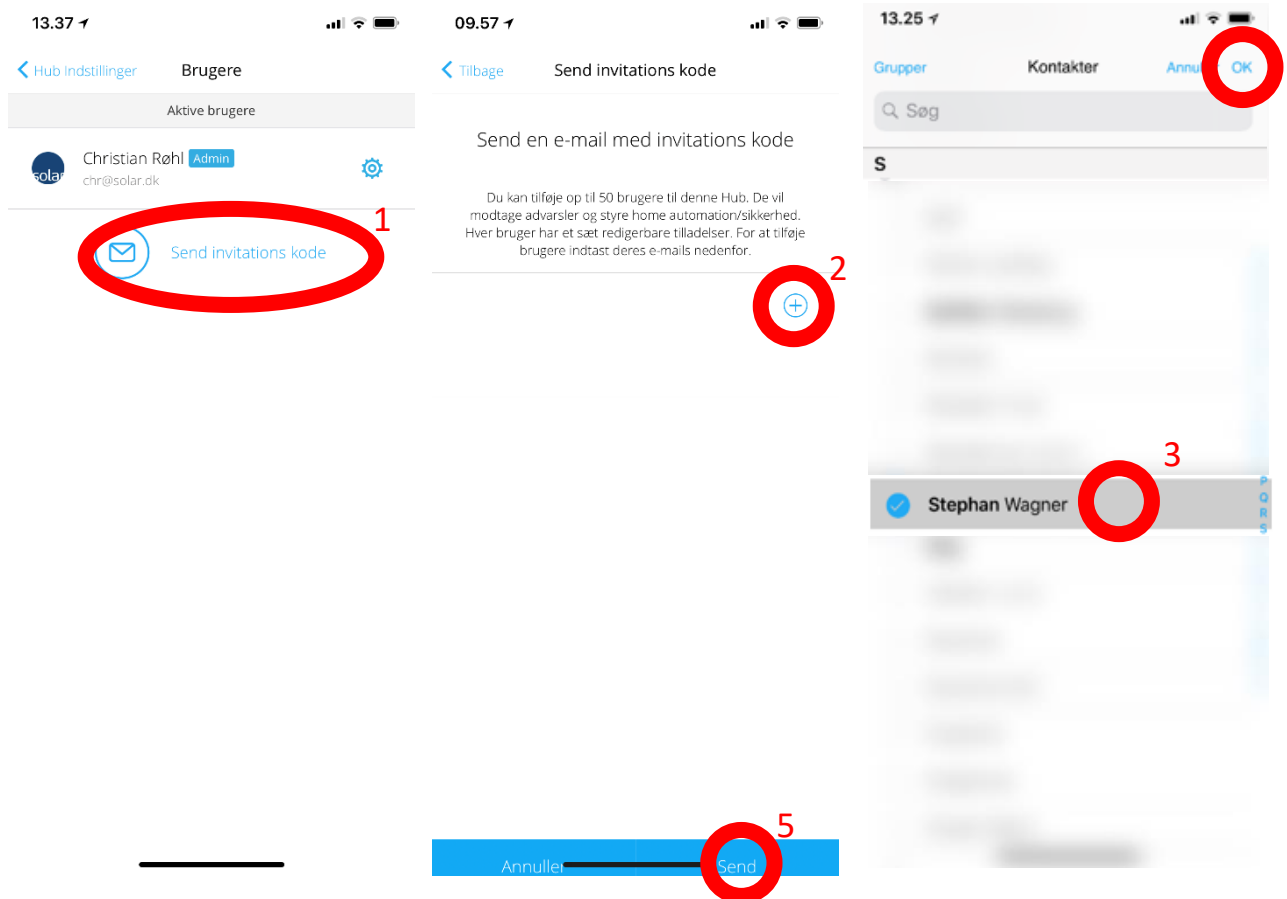 13.37
Hub Indstillinger
Brugere
Aktive brugere
solar
Christian Røhl Admin
chr@solar.dk
1
Send invitations kode
09.57
Tilbage
Send invitations kode
Send en e-mail med invitations kode
Du kan tilføje op til 50 brugere til denne Hub. De vil
modtage advarsler og styre home automation/sikkerhed.
Hver bruger har et sæt redigerbare tilladelser. For at tilføje
brugere indtast deres e-mails nedenfor.
2
5
Annuller
Send
13.25
Grupper
Kontakter
OK
Søg
S
3
Stephan Wagner
P
Q
R
S